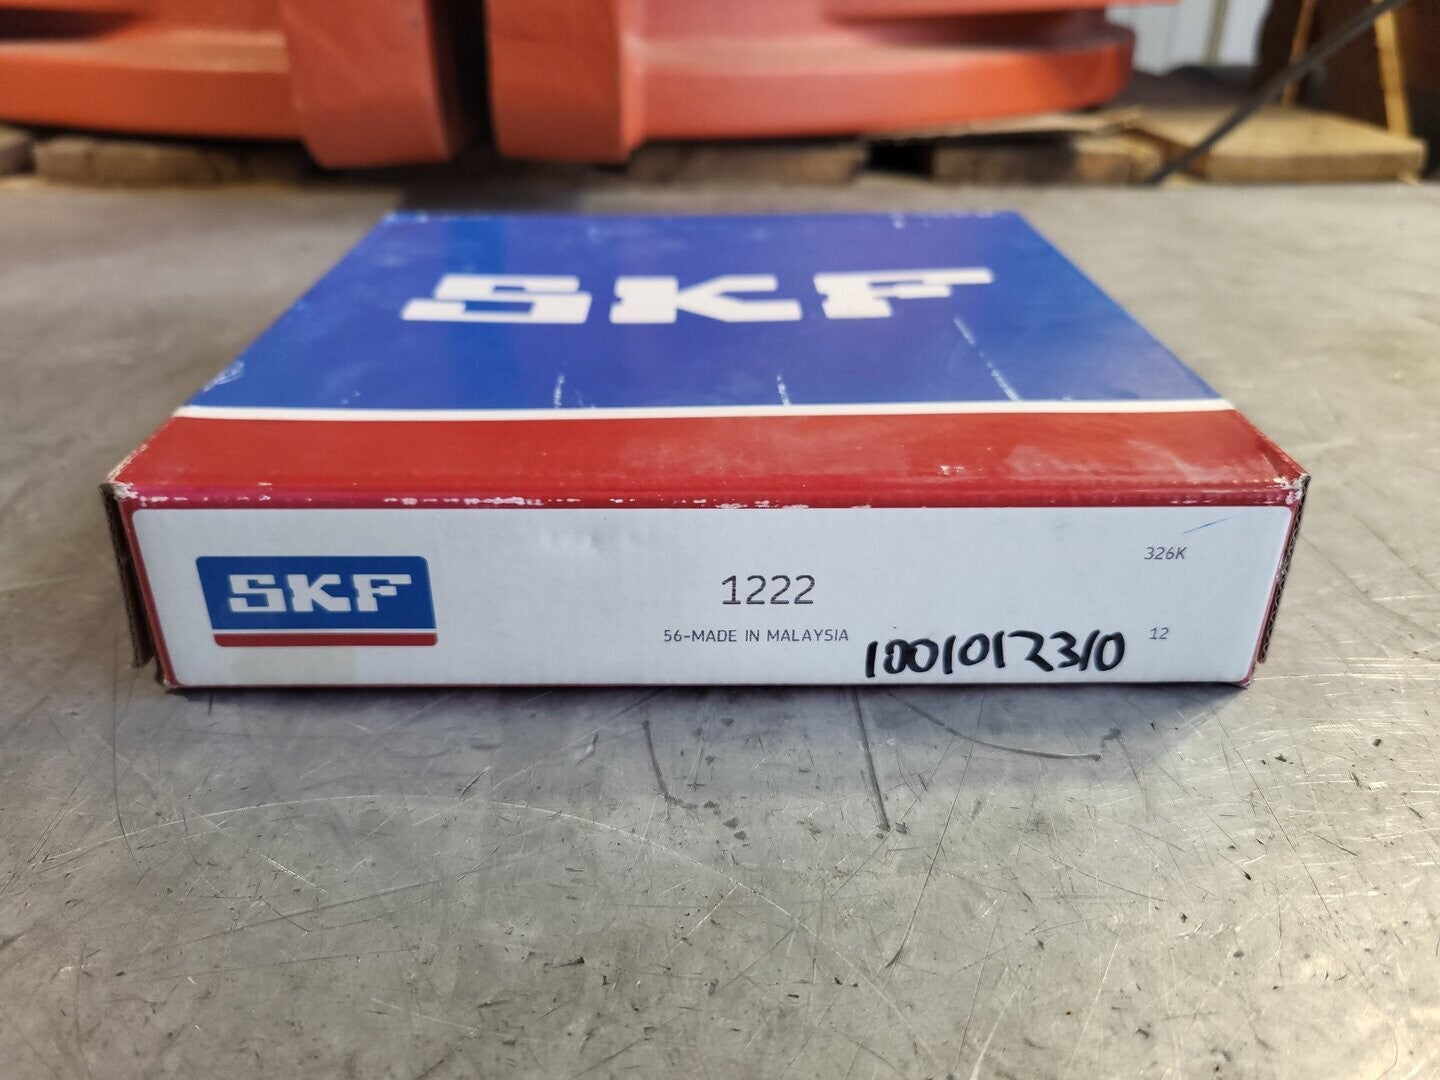 SKF
326K
SKF
1222
56-MADE IN MALAYSIA
1001012310
12